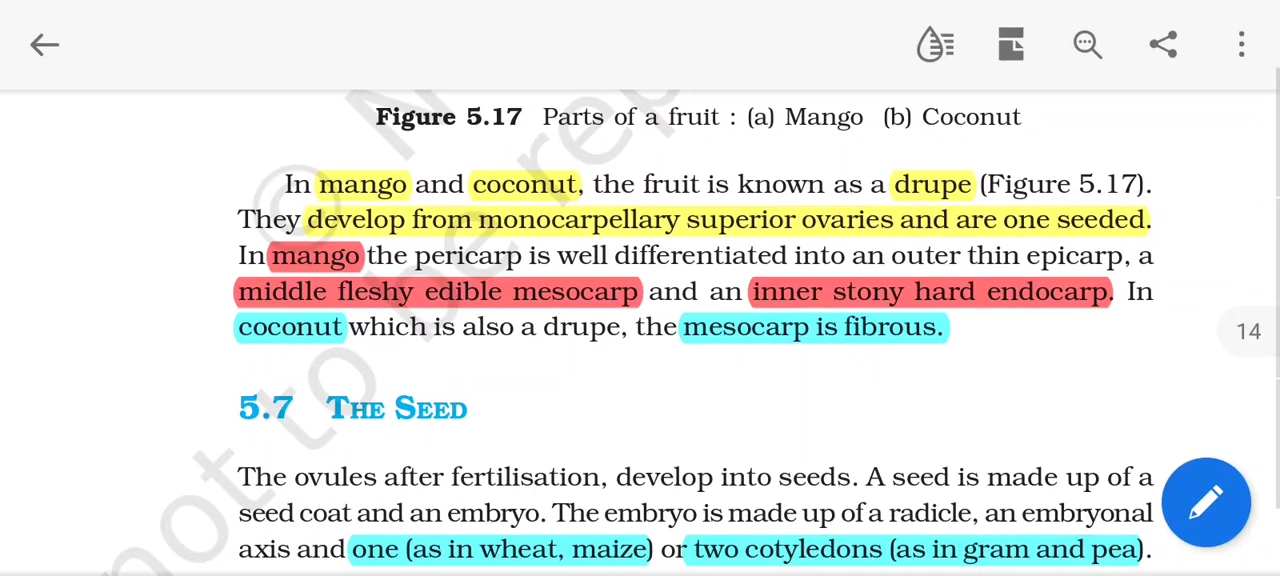 Figure 5.17 Parts of a fruit : (a) Mango (b) Coconut
In mango and coconut, the fruit is known as a drupe (Figure 5.17).
They develop from monocarpellary superior ovaries and are one seeded.
In mango the pericarp is well differentiated into an outer thin epicarp, a
middle fleshy edible mesocarp and an inner stony hard endocarp. In
coconut which is also a drupe, the mesocarp is fibrous.
14
5.7 THE SEED
The ovules after fertilisation, develop into seeds. A seed is made up of a
seed coat and an embryo. The embryo is made up of a radicle, an embryonal
axis and one (as in wheat, maize) or two cotyledons (as in gram and pea).
not to be rep
© N